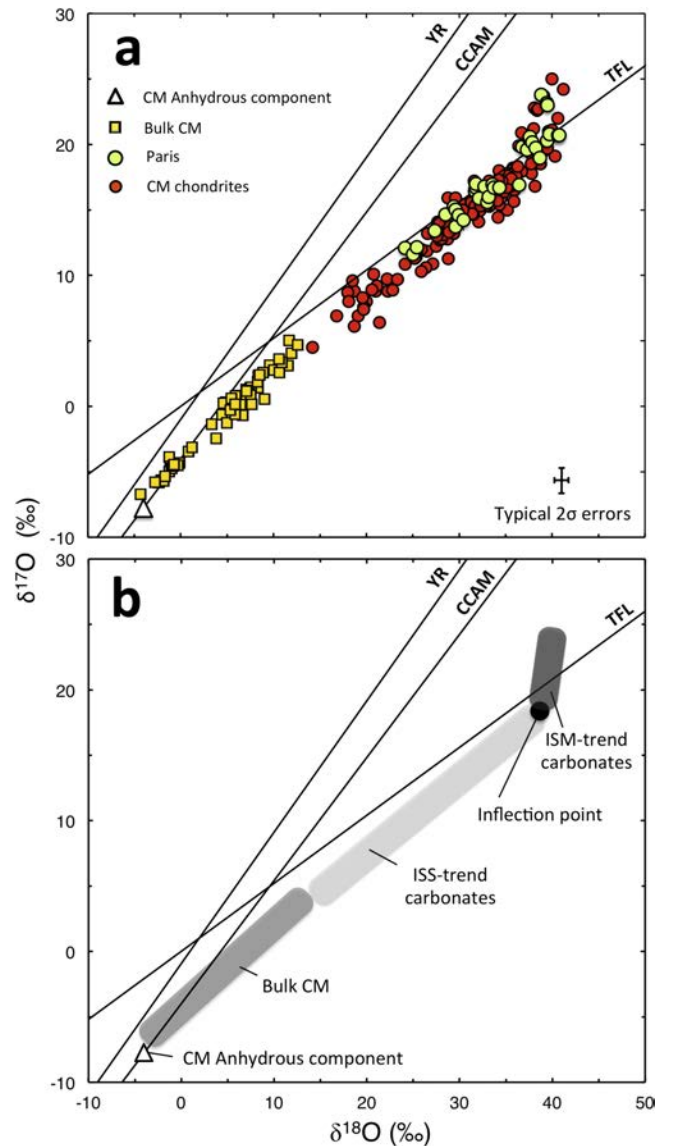 30
20
10
0
-10
δ17O (‰)
a
YR
CCAM
TFL
CM Anhydrous component
Bulk CM
Paris
CM chondrites
Typical 2σ errors
30
20
10
0
-10
b
YR
CCAM
TFL
ISM-trend
carbonates
Inflection point
ISS-trend
carbonates
Bulk CM
CM Anhydrous component
-10 0 10 20 30 40 50
δ18O (‰)